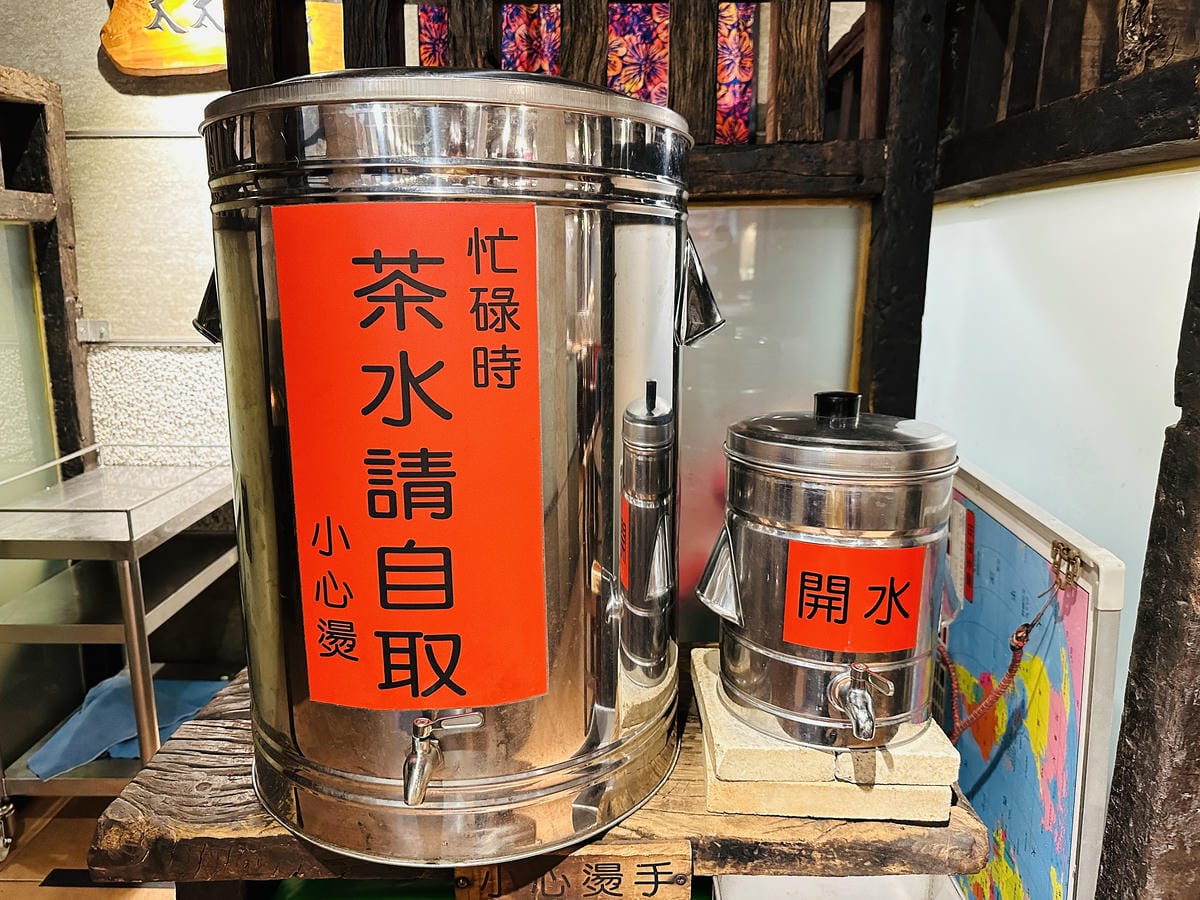 忙碌時
茶水請自取
小心燙
開水
小心燙手